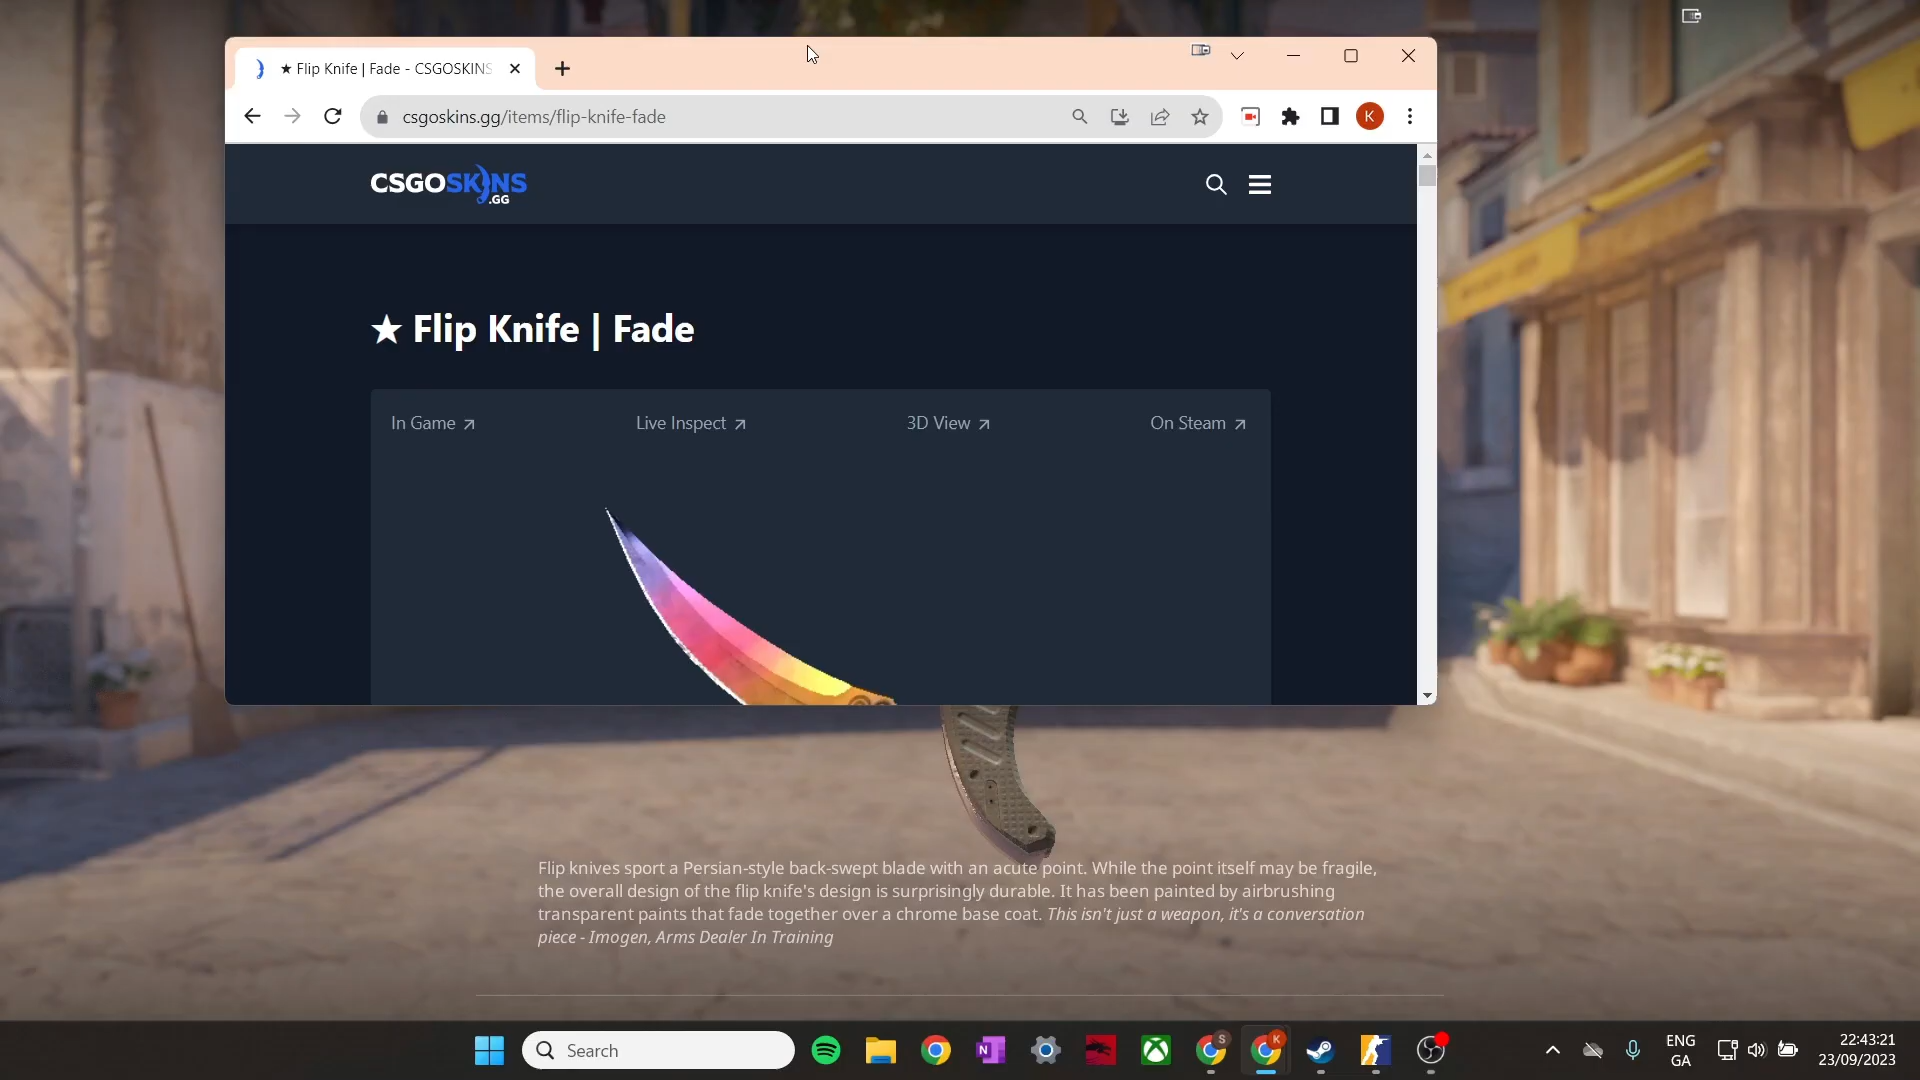 ★ Flip Knife | Fade - CSGOSKINS
csgoskins.gg/items/flip-knife-fade
K
CSGOSKINS
.GG
★ Flip Knife | Fade
In Game
Live Inspect
3D View
On Steam
Flip knives sport a Persian-style back-swept blade with an acute point. While the point itself may be fragile,
the overall design of the flip knife's design is surprisingly durable. It has been painted by airbrushing
transparent paints that fade together over a chrome base coat. This isn't just a weapon, it's a conversation
piece - Imogen, Arms Dealer In Training
Search
N
S
K
ENG
GA
22:43:21
23/09/2023